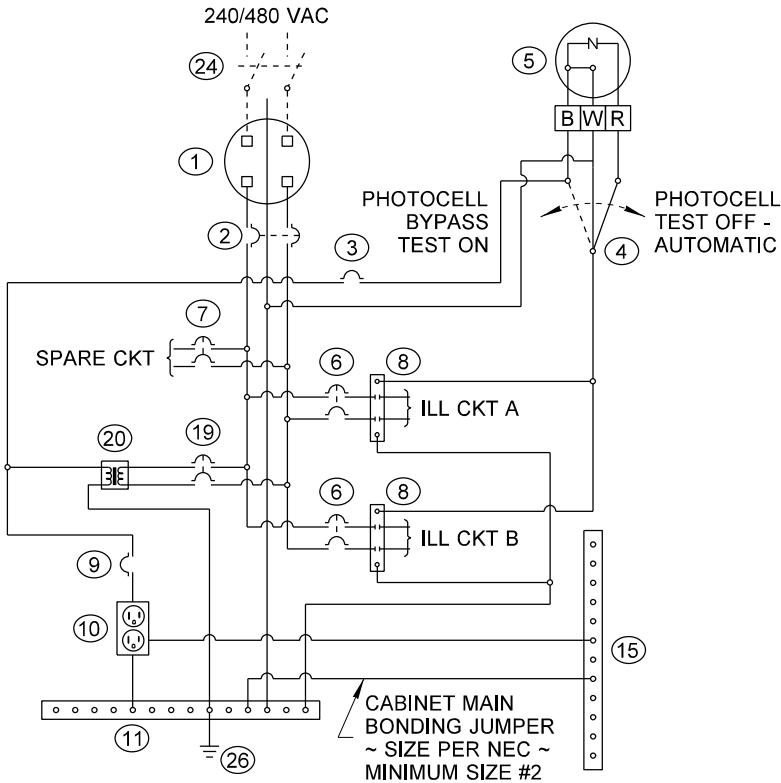 240/480 VAC
24
5
N
B W R
1
PHOTOCELL
BYPASS
TEST ON
PHOTOCELL
TEST OFF -
AUTOMATIC
2
3
4
7
SPARE CKT
6
8
ILL CKT A
20
19
6
8
ILL CKT B
9
10
15
11
26
CABINET MAIN
BONDING JUMPER
~ SIZE PER NEC ~
MINIMUM SIZE #2